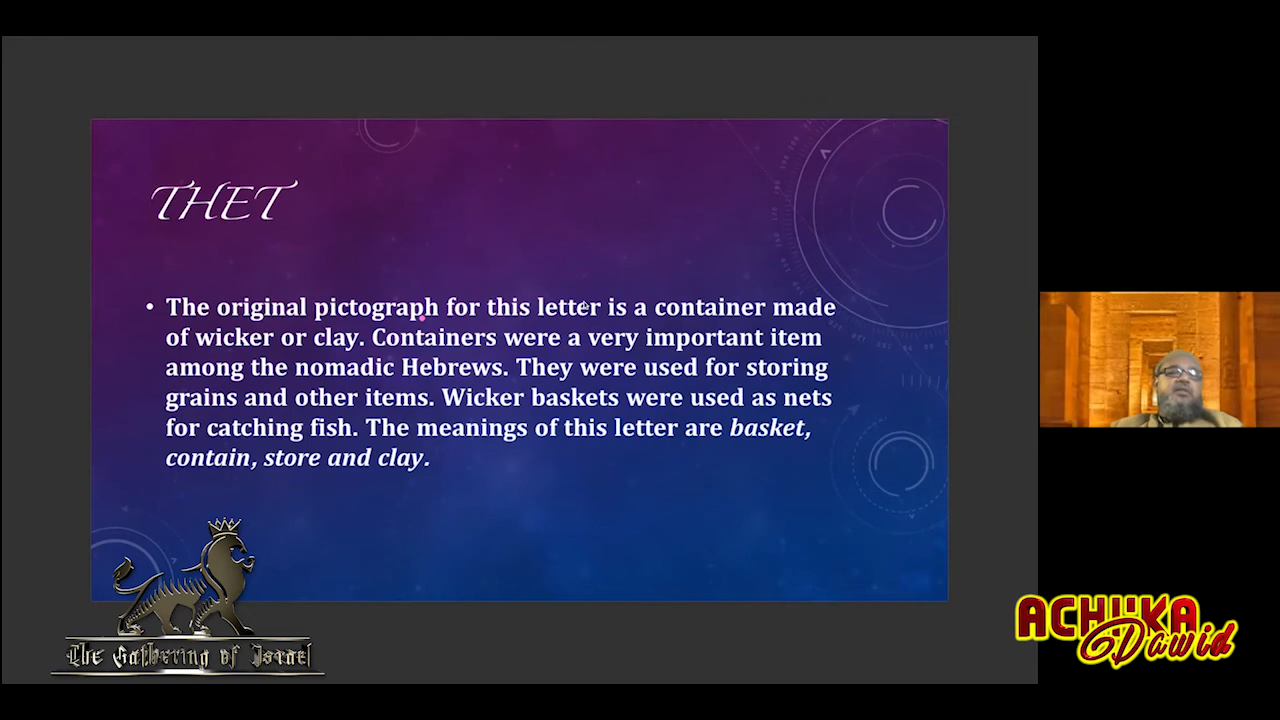 THET
• The original pictograph for this letter is a container made
of wicker or clay. Containers were a very important item
among the nomadic Hebrews. They were used for storing
grains and other items. Wicker baskets were used as nets
for catching fish. The meanings of this letter are basket,
contain, store and clay.
The Gathering of Israel
ACHIIKA
Dawid